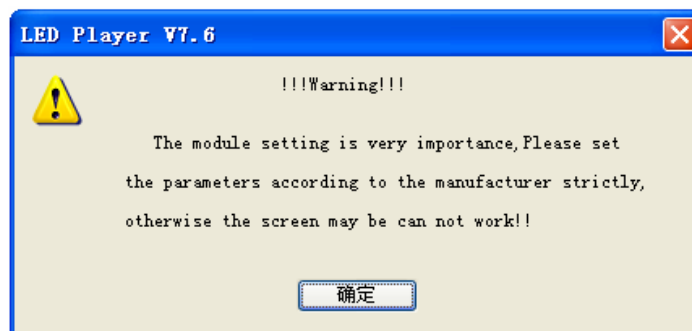 LED Player V7.6
!!!Warning!!!
The module setting is very importance,Please set
the parameters according to the manufacturer strictly,
otherwise the screen may be can not work!!
确定